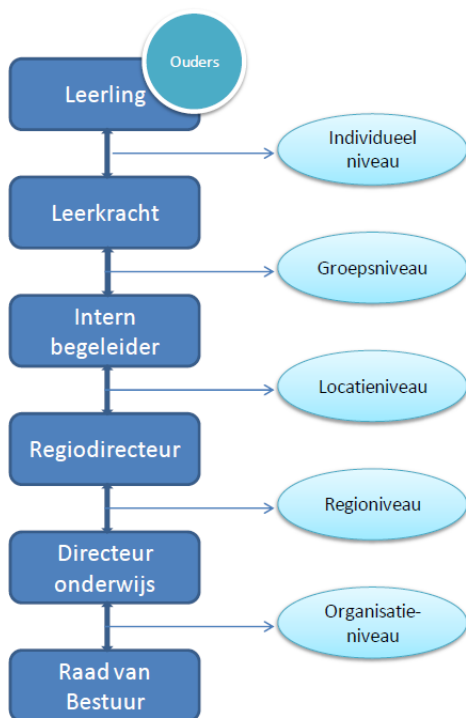 Ouders
Leerling
Individueel
niveau
Leerkracht
Groepsniveau
Intern
begeleider
Locatieniveau
Regiodirecteur
Regioniveau
Directeur
onderwijs
Organisatie-
niveau
Raad van
Bestuur